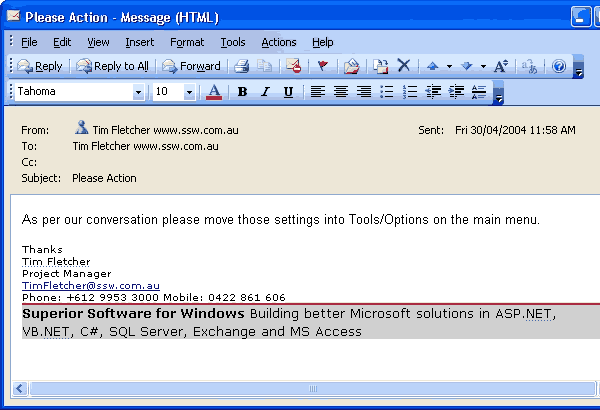 Please Action - Message (HTML)
File Edit View Insert Format Tools Actions Help
Reply Reply to All Forward
Tahoma 10 A B I U
From: Tim Fletcher www.ssw.com.au Sent: Fri 30/04/2004 11:58 AM
To: Tim Fletcher www.ssw.com.au
Cc:
Subject: Please Action
As per our conversation please move those settings into Tools/Options on the main menu.
Thanks
Tim Fletcher
Project Manager
TimFletcher@ssw.com.au
Phone: +612 9953 3000 Mobile: 0422 861 606
Superior Software for Windows Building better Microsoft solutions in ASP.NET,
VB.NET, C#, SQL Server, Exchange and MS Access